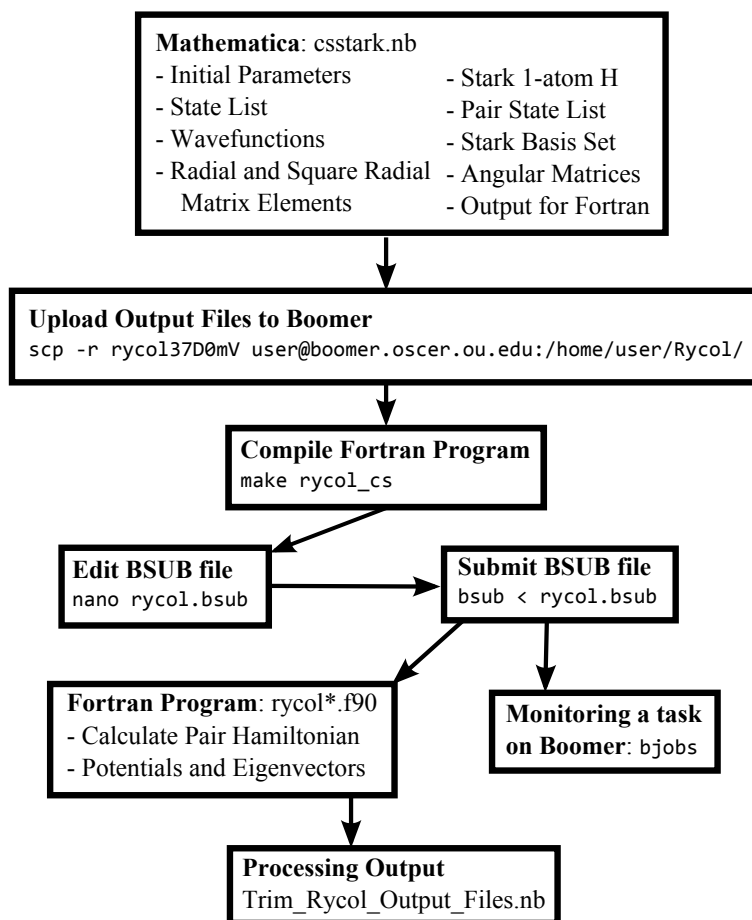 Mathematica: csstark.nb
- Initial Parameters
- State List
- Wavefunctions
- Radial and Square Radial
Matrix Elements
- Stark 1-atom H
- Pair State List
- Stark Basis Set
- Angular Matrices
- Output for Fortran
Upload Output Files to Boomer
scp -r rycol37D0mV user@boomer.oscer.ou.edu:/home/user/Rycol/
Compile Fortran Program
make rycol_cs
Edit BSUB file
nano rycol.bsub
Submit BSUB file
bsub < rycol.bsub
Fortran Program: rycol*.f90
- Calculate Pair Hamiltonian
- Potentials and Eigenvectors
Monitoring a task
on Boomer: bjobs
Processing Output
Trim_Rycol_Output_Files.nb